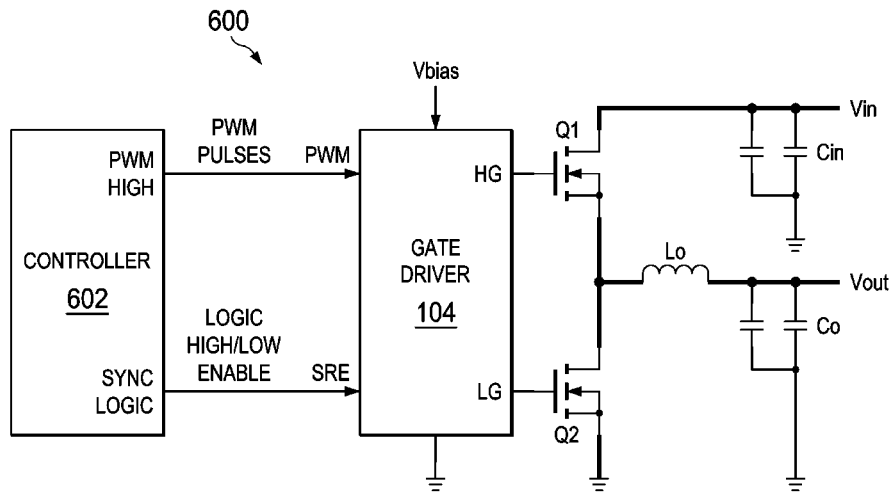 600
Vbias
PWM
HIGH
PWM
PULSES
PWM
HG
Q1
Vin
Cin
CONTROLLER
602
GATE
DRIVER
104
Lo
Vout
Co
SYNC
LOGIC
LOGIC
HIGH/LOW
ENABLE
SRE
LG
Q2